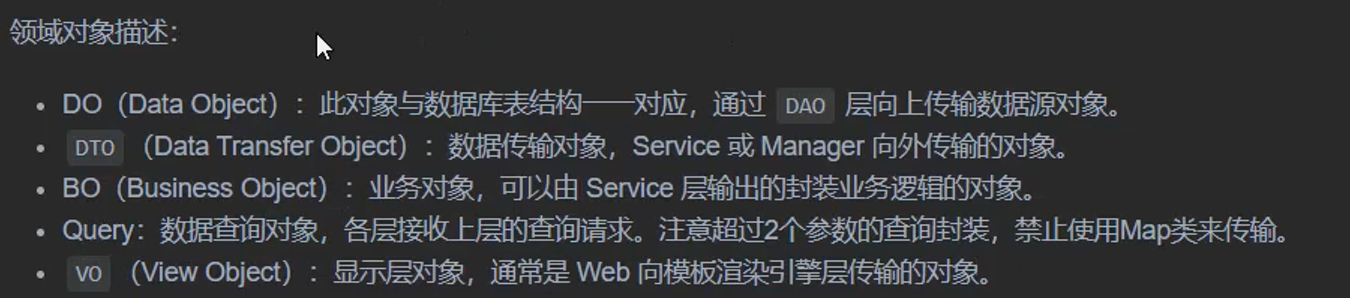 领域对象描述：
• DO（Data Object）：此对象与数据库表结构一一对应，通过 DAO 层向上传输数据源对象。
• DTO（Data Transfer Object）：数据传输对象，Service 或 Manager 向外传输的对象。
• BO（Business Object）：业务对象，可以由 Service 层输出的封装业务逻辑的对象。
• Query：数据查询对象，各层接收上层的查询请求。注意超过2个参数的查询封装，禁止使用Map类来传输。
• VO（View Object）：显示层对象，通常是 Web 向模板渲染引擎层传输的对象。